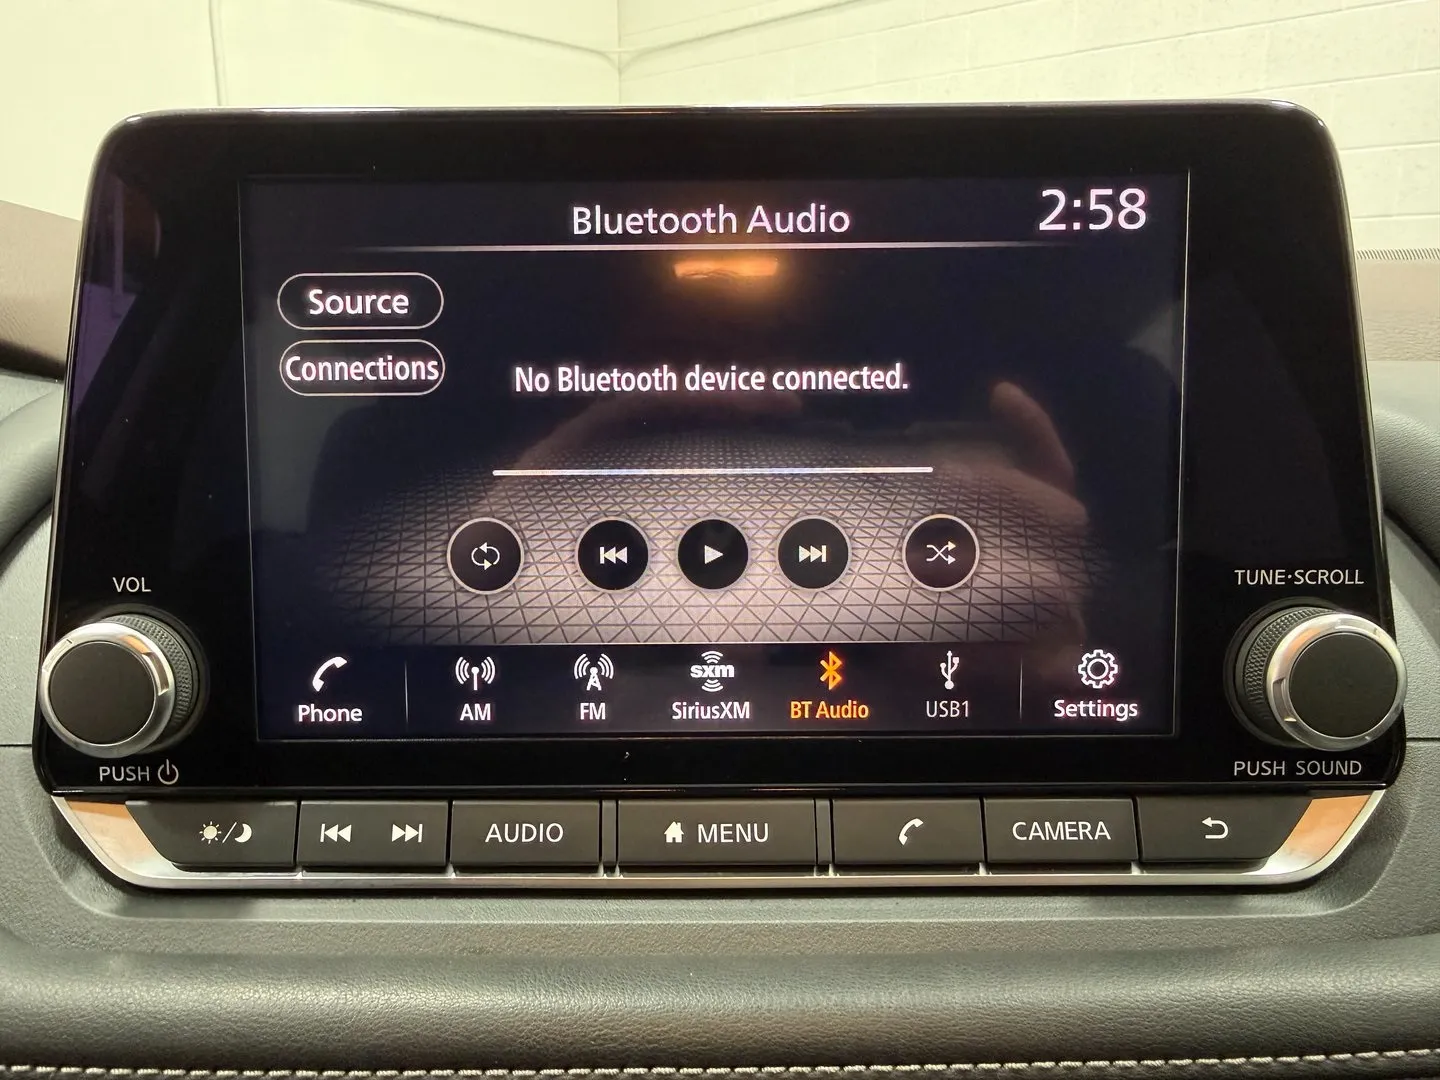 Bluetooth Audio
2:58
Source
Connections
No Bluetooth device connected.
VOL
TUNE·SCROLL
sxm
Phone
AM
FM
SiriusXM
BT Audio
USB1
Settings
PUSH
PUSH SOUND
AUDIO
MENU
CAMERA